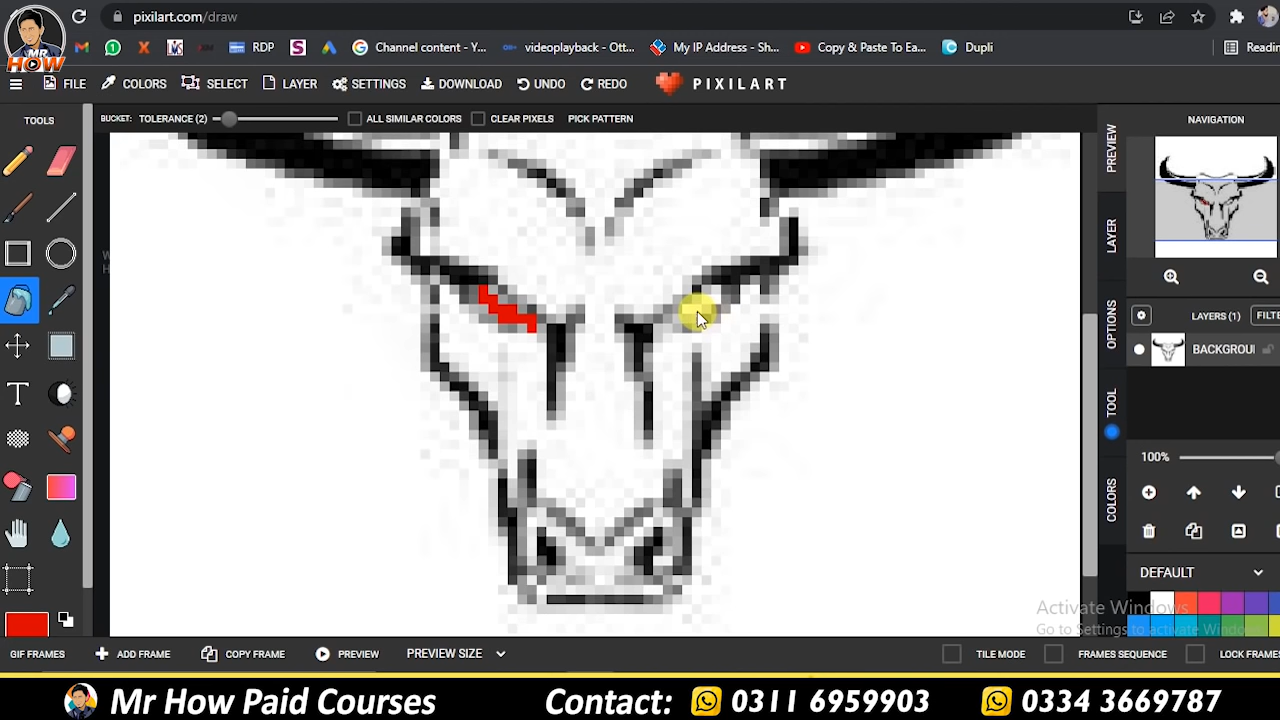 pixilart.com/draw
MR
HOW
RDP
Channel content - Y...
videoplayback - Ott...
My IP Address - Sh...
Copy & Paste To Ea...
Dupli
Readin
FILE
COLORS
SELECT
LAYER
SETTINGS
DOWNLOAD
UNDO
REDO
PIXILART
TOOLS
BUCKET:
TOLERANCE (2)
ALL SIMILAR COLORS
CLEAR PIXELS
PICK PATTERN
NAVIGATION
PREVIEW
LAYER
OPTIONS
TOOL
COLORS
LAYERS (1)
FILTE
BACKGROUI
100%
DEFAULT
Activate Windows
Go to Settings to activate Windows.
GIF FRAMES
ADD FRAME
COPY FRAME
PREVIEW
PREVIEW SIZE
TILE MODE
FRAMES SEQUENCE
LOCK FRAMES
Mr How Paid Courses
Contact:
0311 6959903
0334 3669787